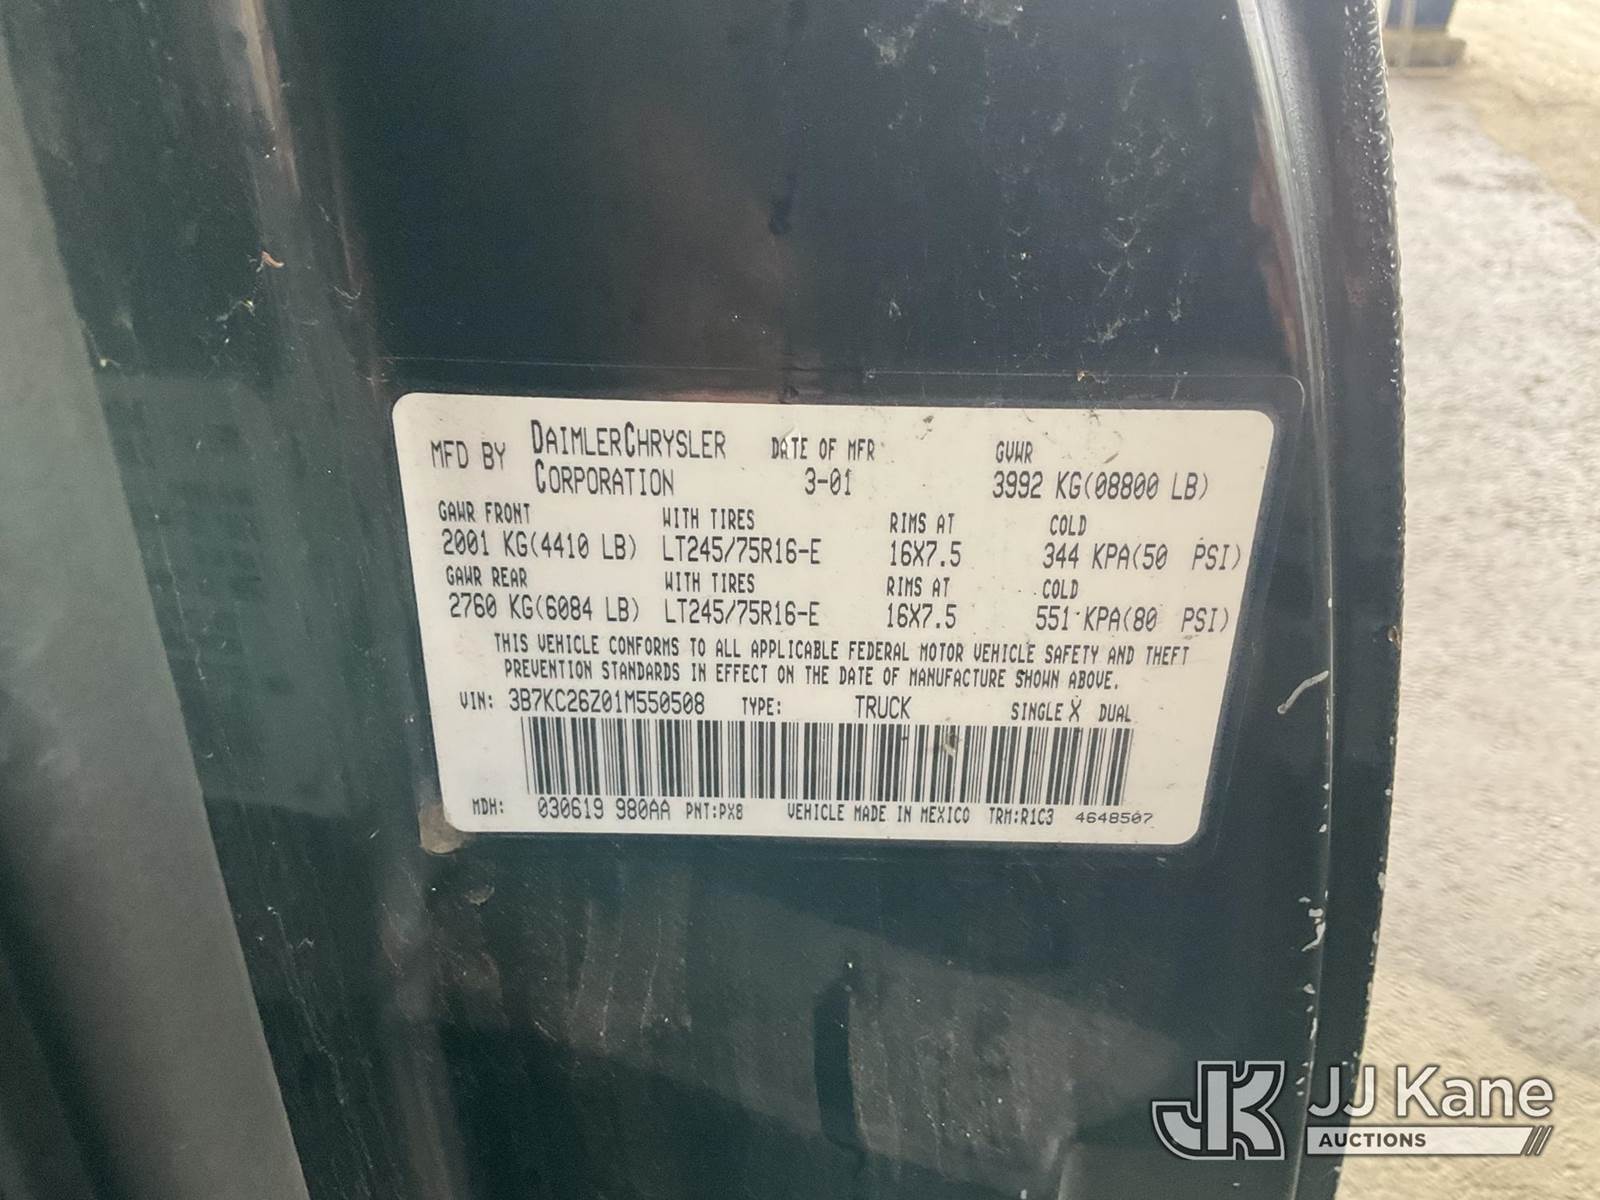 MFD BY DAIMLERCHRYSLER CORPORATION DATE OF MFR 3-01 GVWR 3992 KG(08800 LB)
GAWR FRONT WITH TIRES RIMS AT COLD
2001 KG(4410 LB) LT245/75R16-E 16X7.5 344 KPA(50 PSI)
GAWR REAR WITH TIRES RIMS AT COLD
2760 KG(6084 LB) LT245/75R16-E 16X7.5 551 KPA(80 PSI)
THIS VEHICLE CONFORMS TO ALL APPLICABLE FEDERAL MOTOR VEHICLE SAFETY AND THEFT
PREVENTION STANDARDS IN EFFECT ON THE DATE OF MANUFACTURE SHOWN ABOVE.
VIN: 3B7KC26Z01M550508 TYPE: TRUCK SINGLE X DUAL
MDH: 030619 980AA PNT:PX8 VEHICLE MADE IN MEXICO TRM:R1C3 4648507
JK JJ Kane
AUCTIONS